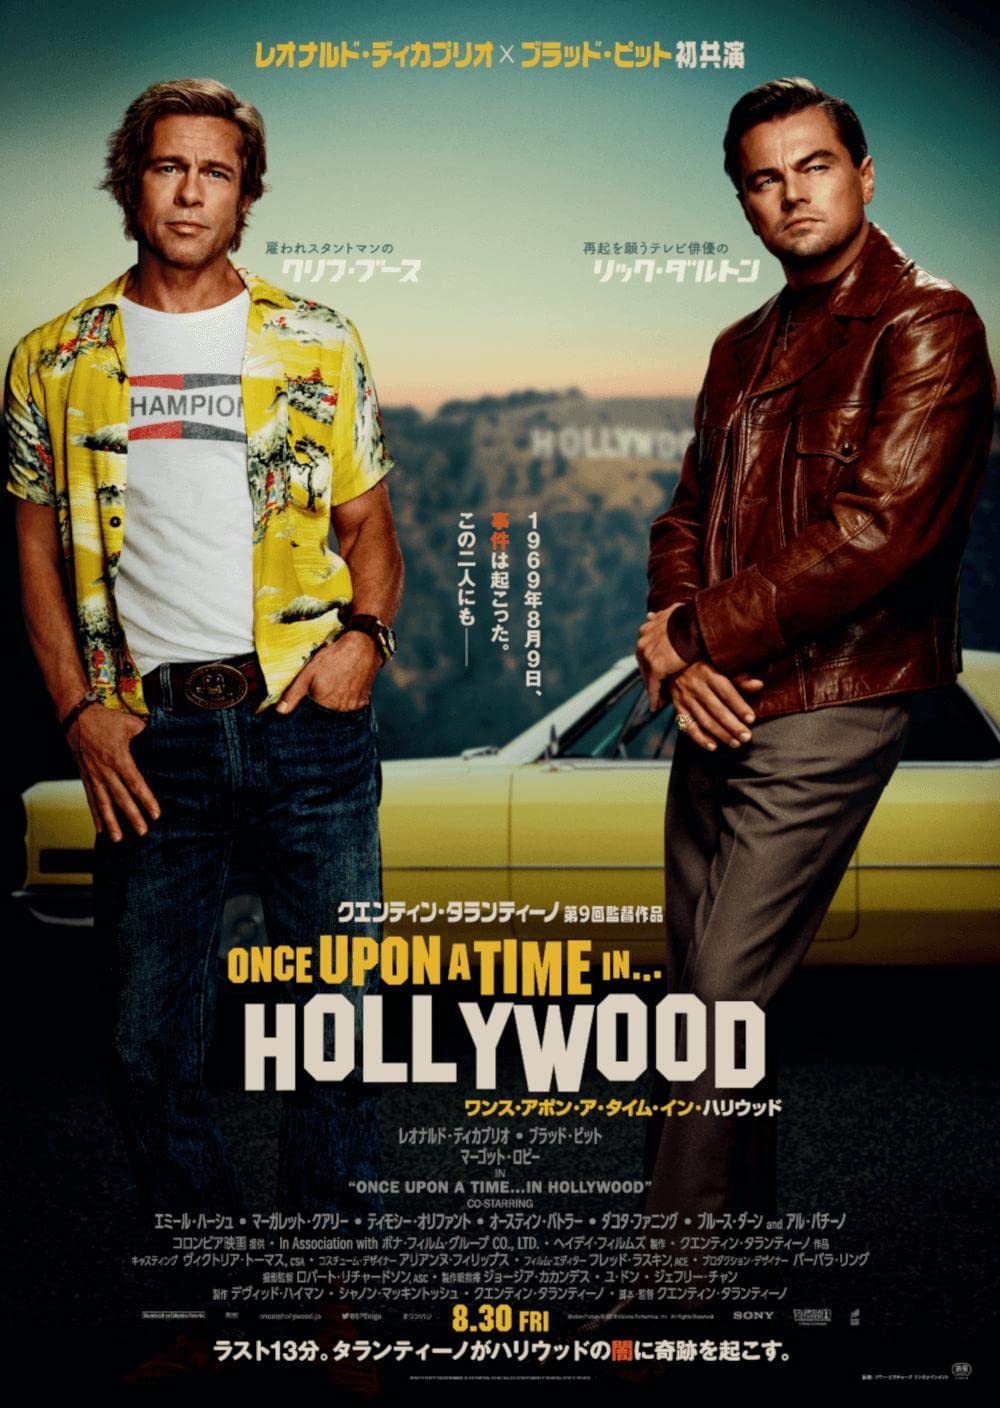 レオナルド・ディカプリオ×ブラッド・ピット 初共演
雇われスタントマンの
クリフ・ブース
再起を願うテレビ俳優の
リック・ダルトン
HAMPION
HOLLYWOO
1969年8月9日、
事件は起こった。
この二人にも――
クエンティン・タランティーノ 第9回監督作品
ONCE UPON A TIME IN...
HOLLYWOOD
ワンス・アポン・ア・タイム・イン・ハリウッド
レオナルド・ディカプリオ • ブラッド・ピット
マーゴット・ロビー
IN
“ONCE UPON A TIME...IN HOLLYWOOD”
CO-STARRING
エミール・ハーシュ • マーガレット・クアリー • ティモシー・オリファント • オースティン・バトラー • ダコタ・ファニング • ブルース・ダーン and アル・パチーノ
コロンビア映画 提供 • In Association with ボナ・フィルム・グループ CO., LTD. • ヘイデイ・フィルムズ 製作 • クエンティン・タランティーノ 作品
キャスティング ヴィクトリア・トーマス, CSA • コスチューム・デザイナー アリアンヌ・フィリップス • フィルム・エディター フレッド・ラスキン, ACE • プロダクション・デザイナー バーバラ・リング
撮影監督 ロバート・リチャードソン, ASC • 製作総指揮 ジョージア・カカンデス • ユ・ドン • ジェフリー・チャン
製作 デヴィッド・ハイマン • シャノン・マッキントッシュ • クエンティン・タランティーノ • 脚本・監督 クエンティン・タランティーノ
8.30 FRI
onceinhollywood.jp
#ワンハリ
SONY
ラスト13分。タランティーノがハリウッドの闇に奇跡を起こす。